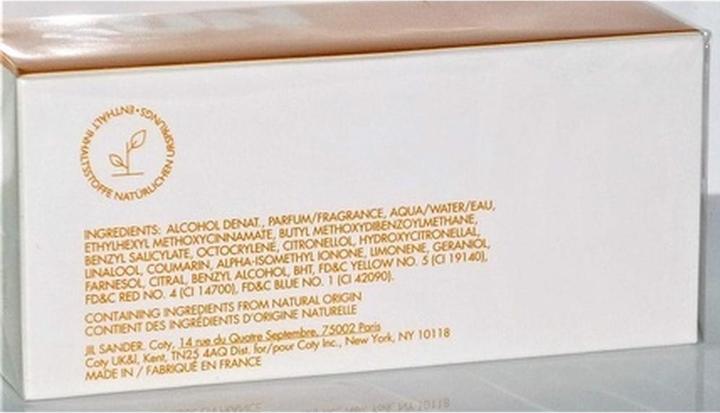 ENTHÄLT INHALTSSTOFFE NATÜRLICHEN URSPRUNGS •
INGREDIENTS: ALCOHOL DENAT., PARFUM/FRAGRANCE, AQUA/WATER/EAU,
ETHYLHEXYL METHOXYCINNAMATE, BUTYL METHOXYDIBENZOYLMETHANE,
BENZYL SALICYLATE, OCTOCRYLENE, CITRONELLOL, HYDROXYCITRONELLAL,
LINALOOL, COUMARIN, ALPHA-ISOMETHYL IONONE, LIMONENE, GERANIOL,
FARNESOL, CITRAL, BENZYL ALCOHOL, BHT, FD&C YELLOW NO. 5 (CI 19140),
FD&C RED NO. 4 (CI 14700), FD&C BLUE NO. 1 (CI 42090).
CONTAINING INGREDIENTS FROM NATURAL ORIGIN
CONTIENT DES INGRÉDIENTS D'ORIGINE NATURELLE
JIL SANDER. Coty, 14 rue du Quatre Septembre, 75002 Paris
Coty UK&I, Kent, TN25 4AQ Dist. for/pour Coty Inc., New York, NY 10118
MADE IN / FABRIQUÉ EN FRANCE